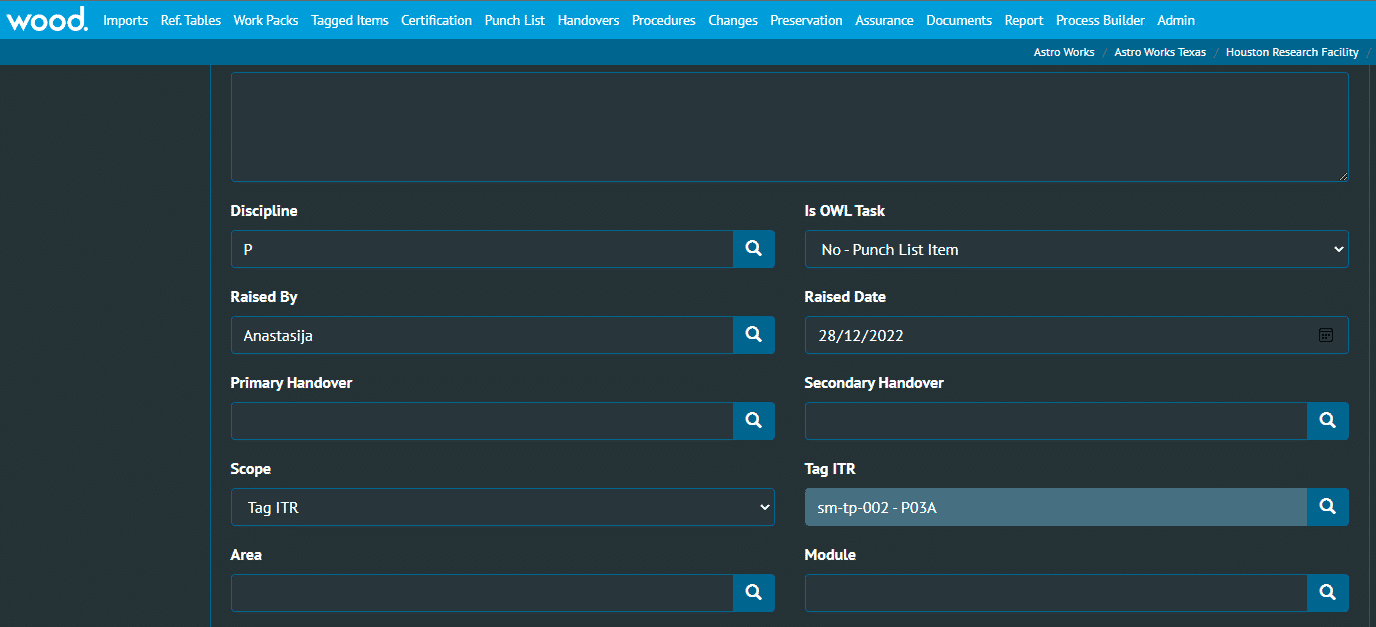 wood. Imports Ref. Tables Work Packs Tagged Items Certification Punch List Handovers Procedures Changes Preservation Assurance Documents Report Process Builder Admin
Astro Works / Astro Works Texas / Houston Research Facility /
Discipline Is OWL Task
P No - Punch List Item
Raised By Raised Date
Anastasija 28/12/2022
Primary Handover Secondary Handover
Scope Tag ITR
Tag ITR sm-tp-002 - P03A
Area Module